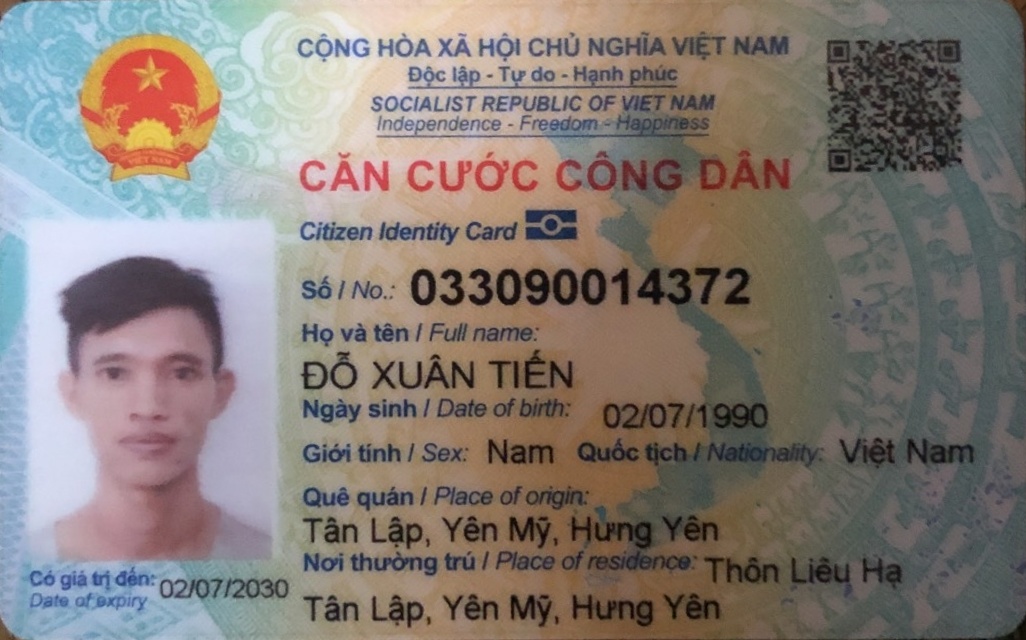 CỘNG HÒA XÃ HỘI CHỦ NGHĨA VIỆT NAM
Độc lập - Tự do - Hạnh phúc
SOCIALIST REPUBLIC OF VIET NAM
Independence - Freedom - Happiness
CĂN CƯỚC CÔNG DÂN
Citizen Identity Card
Số / No.: 033090014372
Họ và tên / Full name:
ĐỖ XUÂN TIẾN
Ngày sinh / Date of birth: 02/07/1990
Giới tính / Sex: Nam Quốc tịch / Nationality: Việt Nam
Quê quán / Place of origin:
Tân Lập, Yên Mỹ, Hưng Yên
Nơi thường trú / Place of residence: Thôn Liêu Hạ
Tân Lập, Yên Mỹ, Hưng Yên
Có giá trị đến: 02/07/2030
Date of expiry
VIỆT NAM